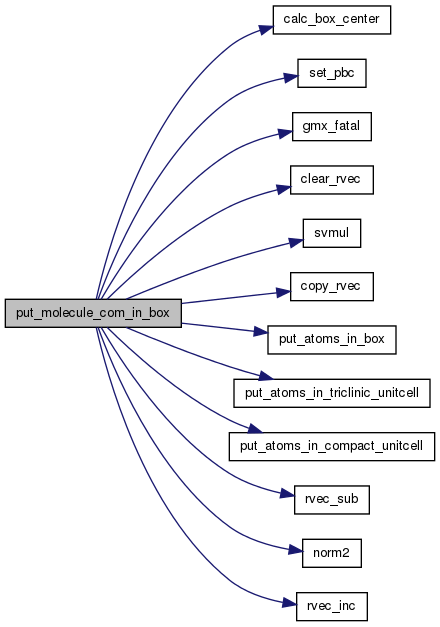 calc_box_center
set_pbc
gmx_fatal
clear_rvec
svmul
copy_rvec
put_molecule_com_in_box
put_atoms_in_box
put_atoms_in_triclinic_unitcell
put_atoms_in_compact_unitcell
rvec_sub
norm2
rvec_inc